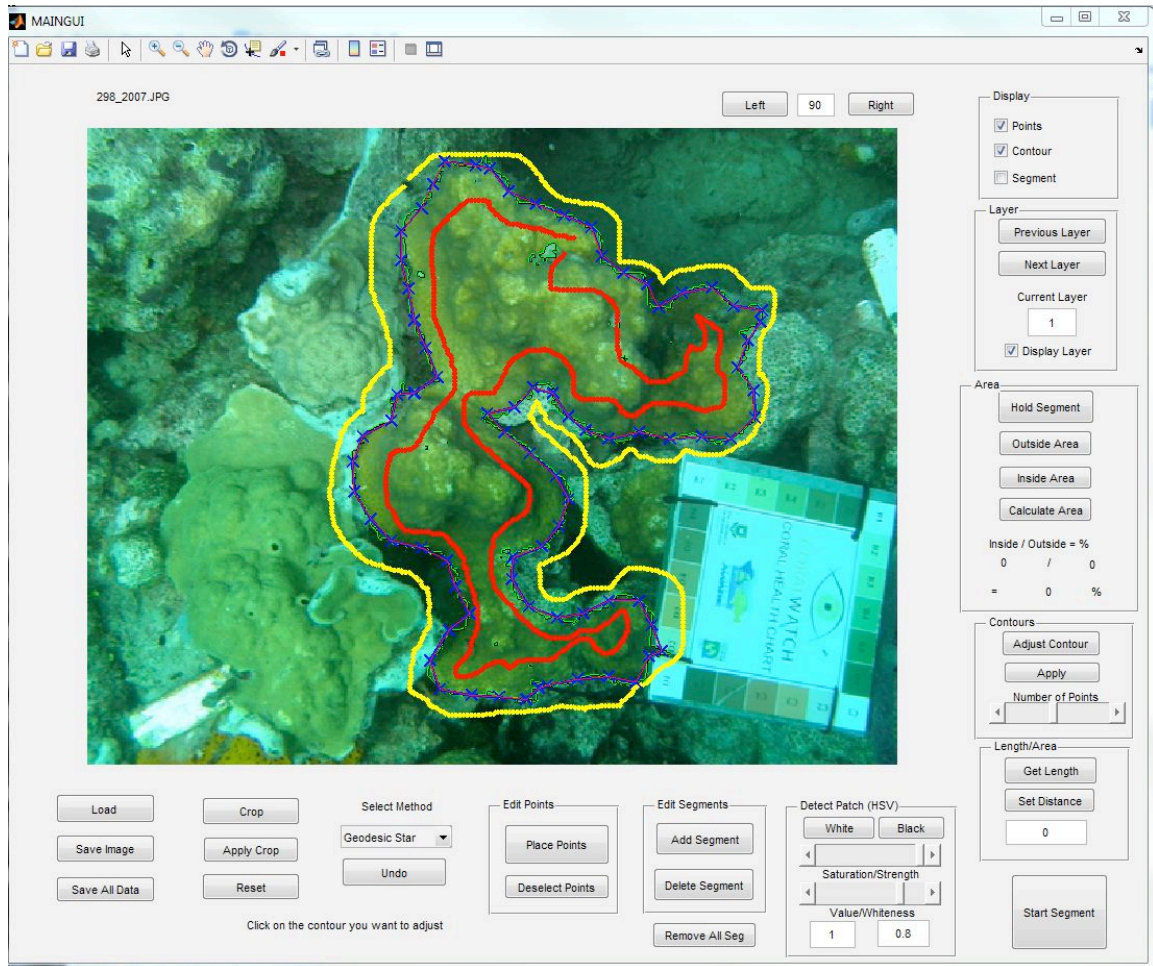 MAINGUI
298_2007.JPG
Left 90 Right
Display
Points
Contour
Segment
Layer
Previous Layer
Next Layer
Current Layer
1
Display Layer
Area
Hold Segment
Outside Area
Inside Area
Calculate Area
Inside / Outside = %
0 / 0
= 0 %
Contours
Adjust Contour
Apply
Number of Points
Length/Area
Get Length
Set Distance
0
Start Segment
WATCH
CORAL HEALTH CHART
Load
Save Image
Save All Data
Crop
Apply Crop
Reset
Select Method
Geodesic Star
Undo
Click on the contour you want to adjust
Edit Points
Place Points
Deselect Points
Edit Segments
Add Segment
Delete Segment
Remove All Seg
Detect Patch (HSV)
White Black
Saturation/Strength
Value/Whiteness
1 0.8